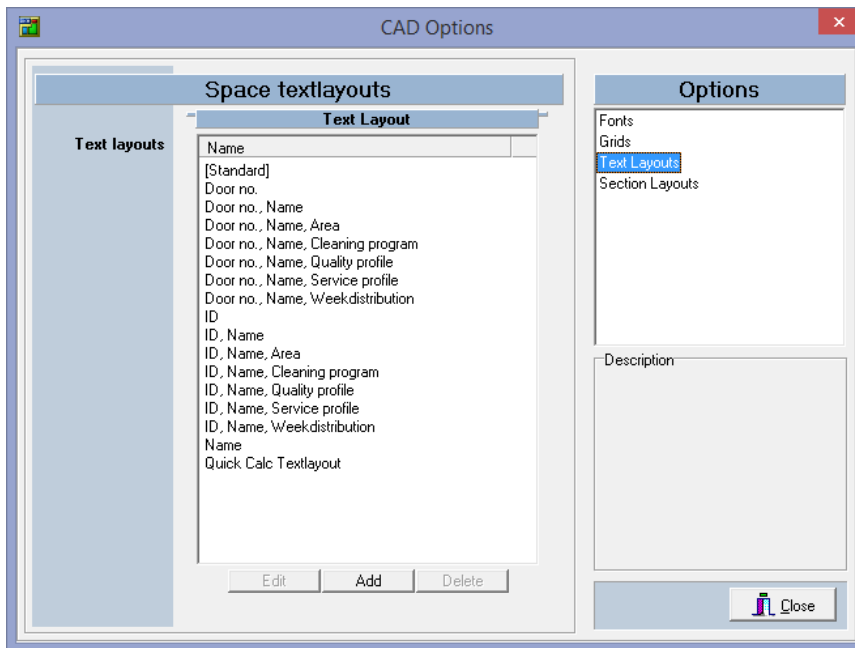 CAD Options
Space textlayouts
Text layouts
Text Layout
Name
[Standard]
Door no.
Door no., Name
Door no., Name, Area
Door no., Name, Cleaning program
Door no., Name, Quality profile
Door no., Name, Service profile
Door no., Name, Weekdistribution
ID
ID, Name
ID, Name, Area
ID, Name, Cleaning program
ID, Name, Quality profile
ID, Name, Service profile
ID, Name, Weekdistribution
Name
Quick Calc Textlayout
Edit
Add
Delete
Options
Fonts
Grids
Text Layouts
Section Layouts
Description
Close